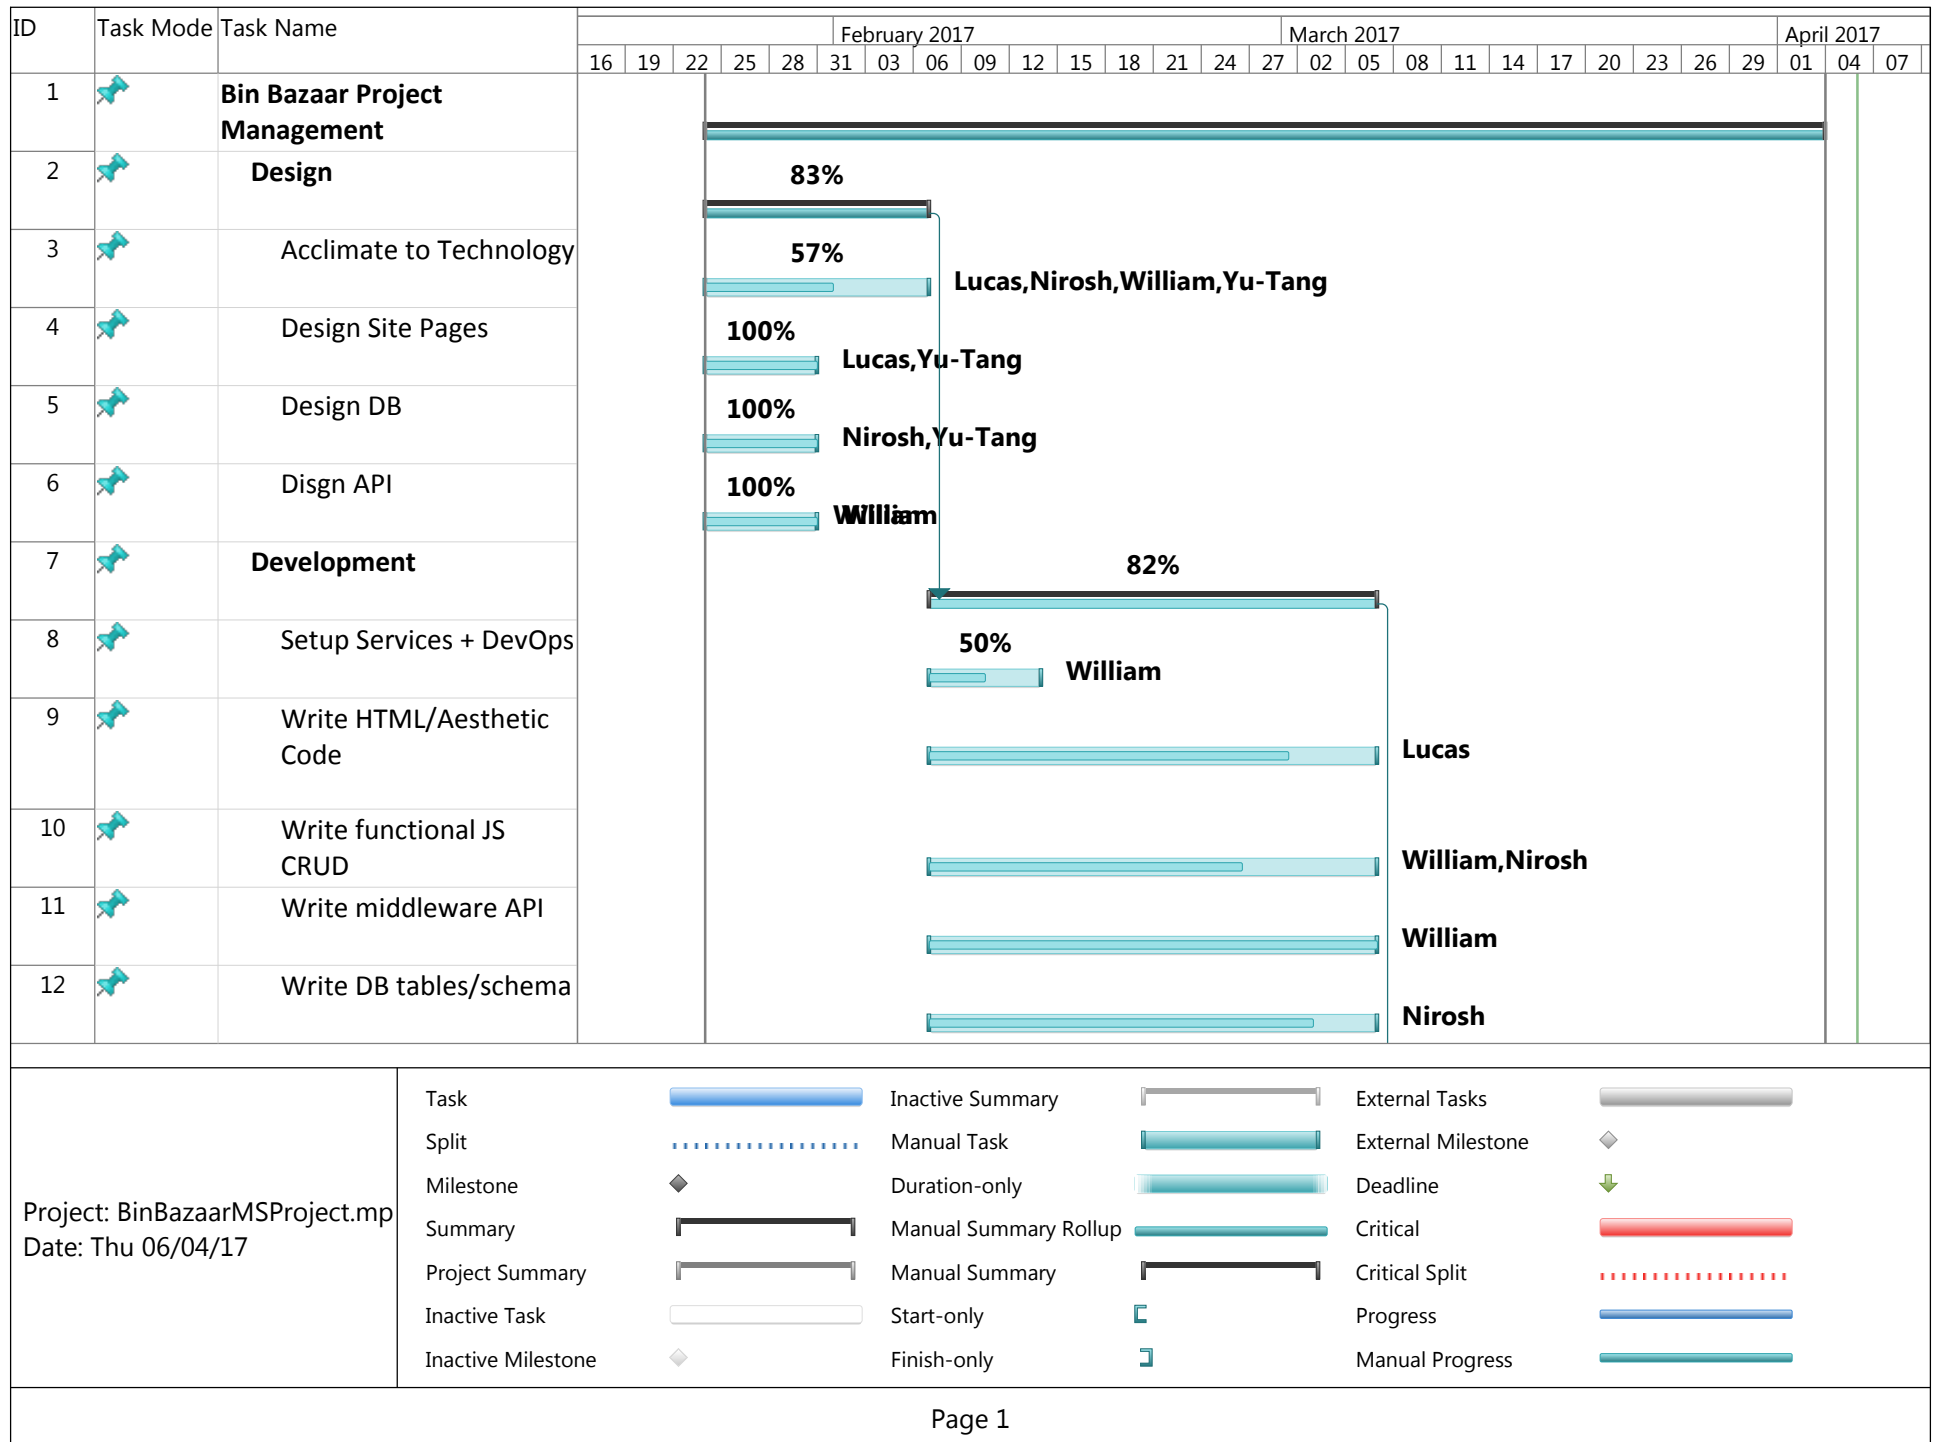 ID Task Mode Task Name
February 2017 March 2017 April 2017
16 19 22 25 28 31 03 06 09 12 15 18 21 24 27 02 05 08 11 14 17 20 23 26 29 01 04 07
1 Bin Bazaar Project
Management
2 Design 83%
3 Acclimate to Technology 57%
Lucas,Nirosh,William,Yu-Tang
4 Design Site Pages 100%
Lucas,Yu-Tang
5 Design DB 100%
Nirosh,Yu-Tang
6 Disgn API 100%
William
7 Development 82%
8 Setup Services + DevOps 50%
William
9 Write HTML/Aesthetic
Code
Lucas
10 Write functional JS
CRUD
William,Nirosh
11 Write middleware API
William
12 Write DB tables/schema
Nirosh
Project: BinBazaarMSProject.mp
Date: Thu 06/04/17
Task Inactive Summary External Tasks
Split Manual Task External Milestone
Milestone Duration-only Deadline
Summary Manual Summary Rollup Critical
Project Summary Manual Summary Critical Split
Inactive Task Start-only Progress
Inactive Milestone Finish-only Manual Progress
Page 1